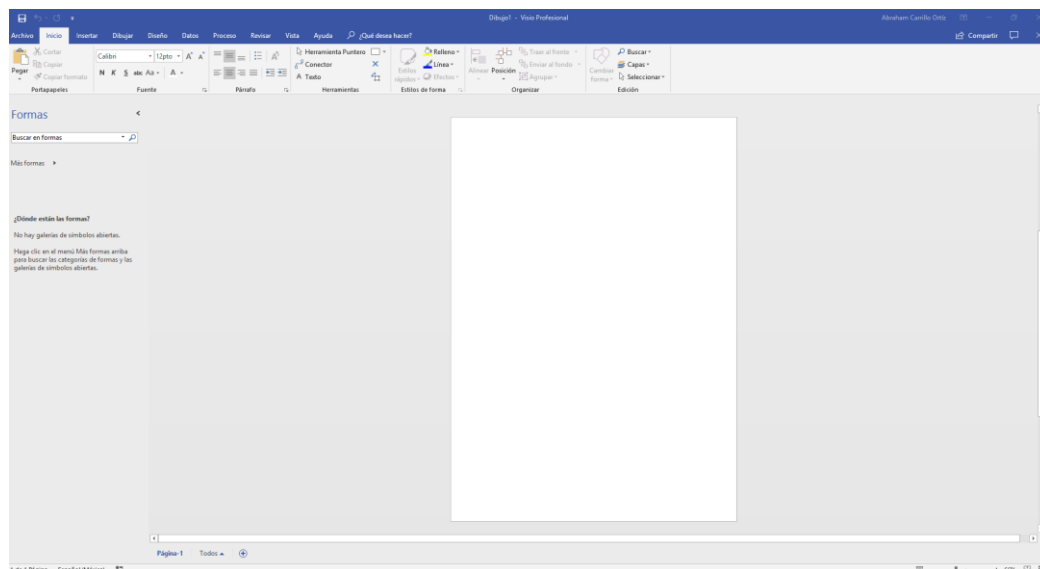 Dibujo1 - Visio Profesional
Abraham Carrillo Ortiz
Archivo Inicio Insertar Dibujar Diseño Datos Proceso Revisar Vista Ayuda ¿Qué desea hacer?
Compartir
Pegar
Cortar
Copiar
Copiar formato
Portapapeles
Calibri 12pto
N K S abc Aa A
Fuente
Párrafo
Herramienta Puntero
Conector
Texto
Herramientas
Estilos rápidos
Relleno
Línea
Efectos
Estilos de forma
Alinear Posición
Traer al frente
Enviar al fondo
Agrupar
Organizar
Cambiar forma
Buscar
Capas
Seleccionar
Edición
Formas
Buscar en formas
Más formas
¿Dónde están las formas?
No hay galerías de símbolos abiertas.
Haga clic en el menú Más formas arriba
para buscar las categorías de formas y las
galerías de símbolos abiertas.
Página-1 Todos